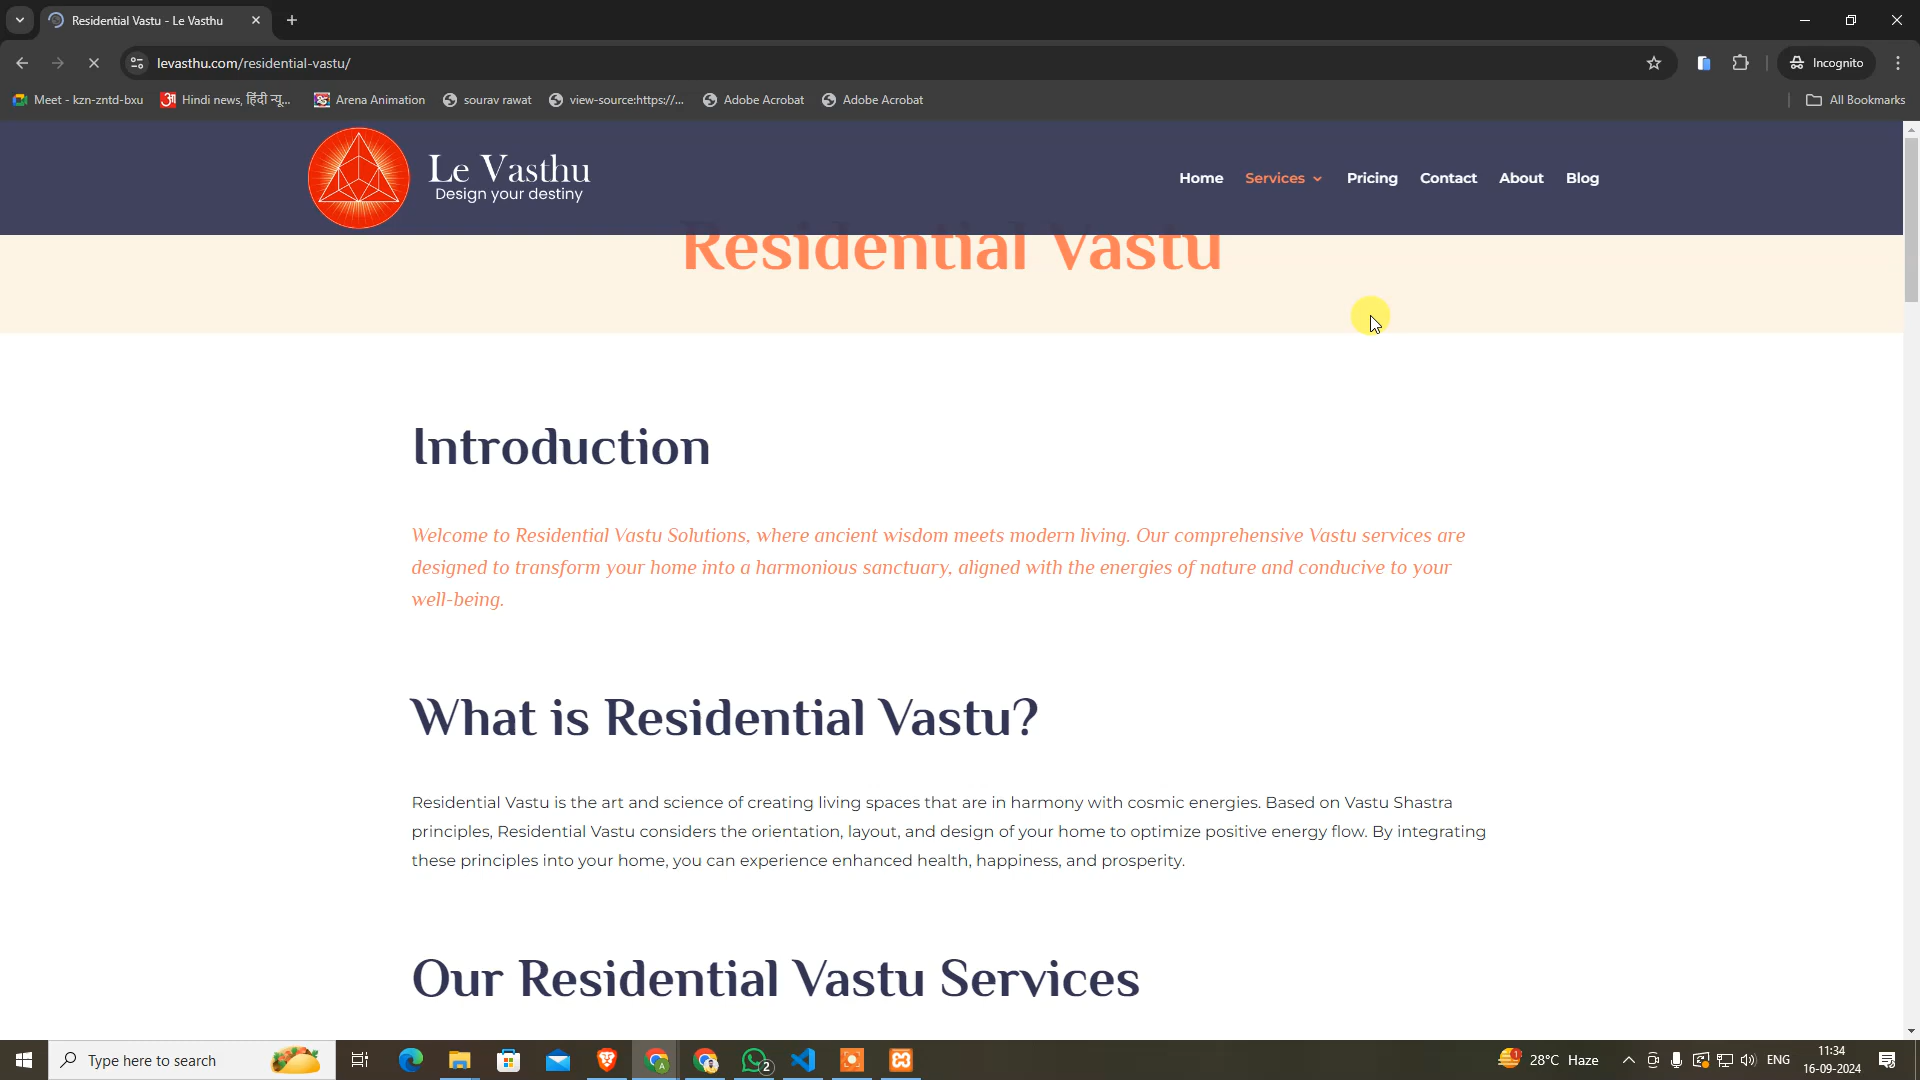 Residential Vastu - Le Vasthu
levasthu.com/residential-vastu/
Incognito
Meet - kzn-zntd-bxu
Hindi news, हिंदी न्यू...
Arena Animation
sourav rawat
view-source:https://...
Adobe Acrobat
Adobe Acrobat
All Bookmarks
Le Vasthu
Design your destiny
Home
Services
Pricing
Contact
About
Blog
Residential Vastu
Introduction
Welcome to Residential Vastu Solutions, where ancient wisdom meets modern living. Our comprehensive Vastu services are
designed to transform your home into a harmonious sanctuary, aligned with the energies of nature and conducive to your
well-being.
What is Residential Vastu?
Residential Vastu is the art and science of creating living spaces that are in harmony with cosmic energies. Based on Vastu Shastra
principles, Residential Vastu considers the orientation, layout, and design of your home to optimize positive energy flow. By integrating
these principles into your home, you can experience enhanced health, happiness, and prosperity.
Our Residential Vastu Services
Type here to search
2
28°C Haze
ENG
11:34
16-09-2024